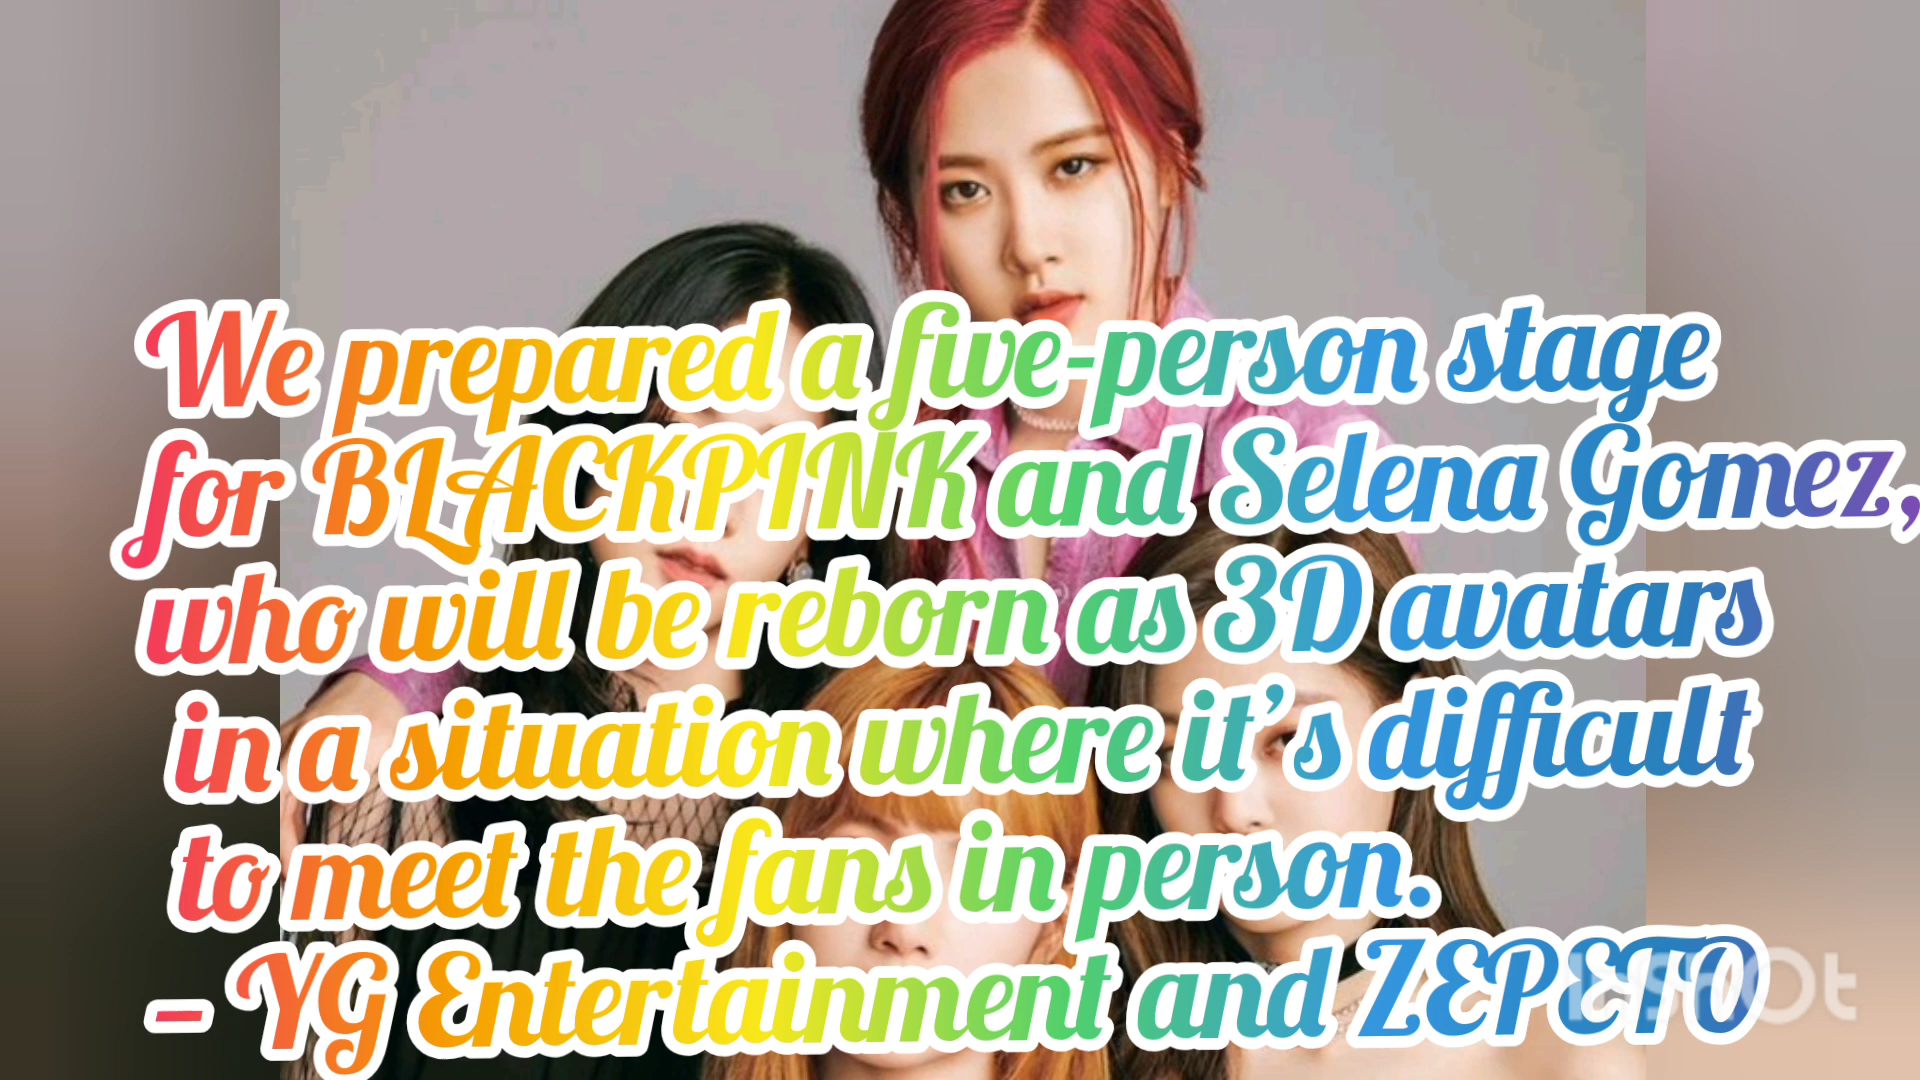 We prepared a five-person stage
for BLACKPINK and Selena Gomez,
who will be reborn as 3D avatars
in a situation where it's difficult
to meet the fans in person.
- YG Entertainment and ZEPETO
InShOt